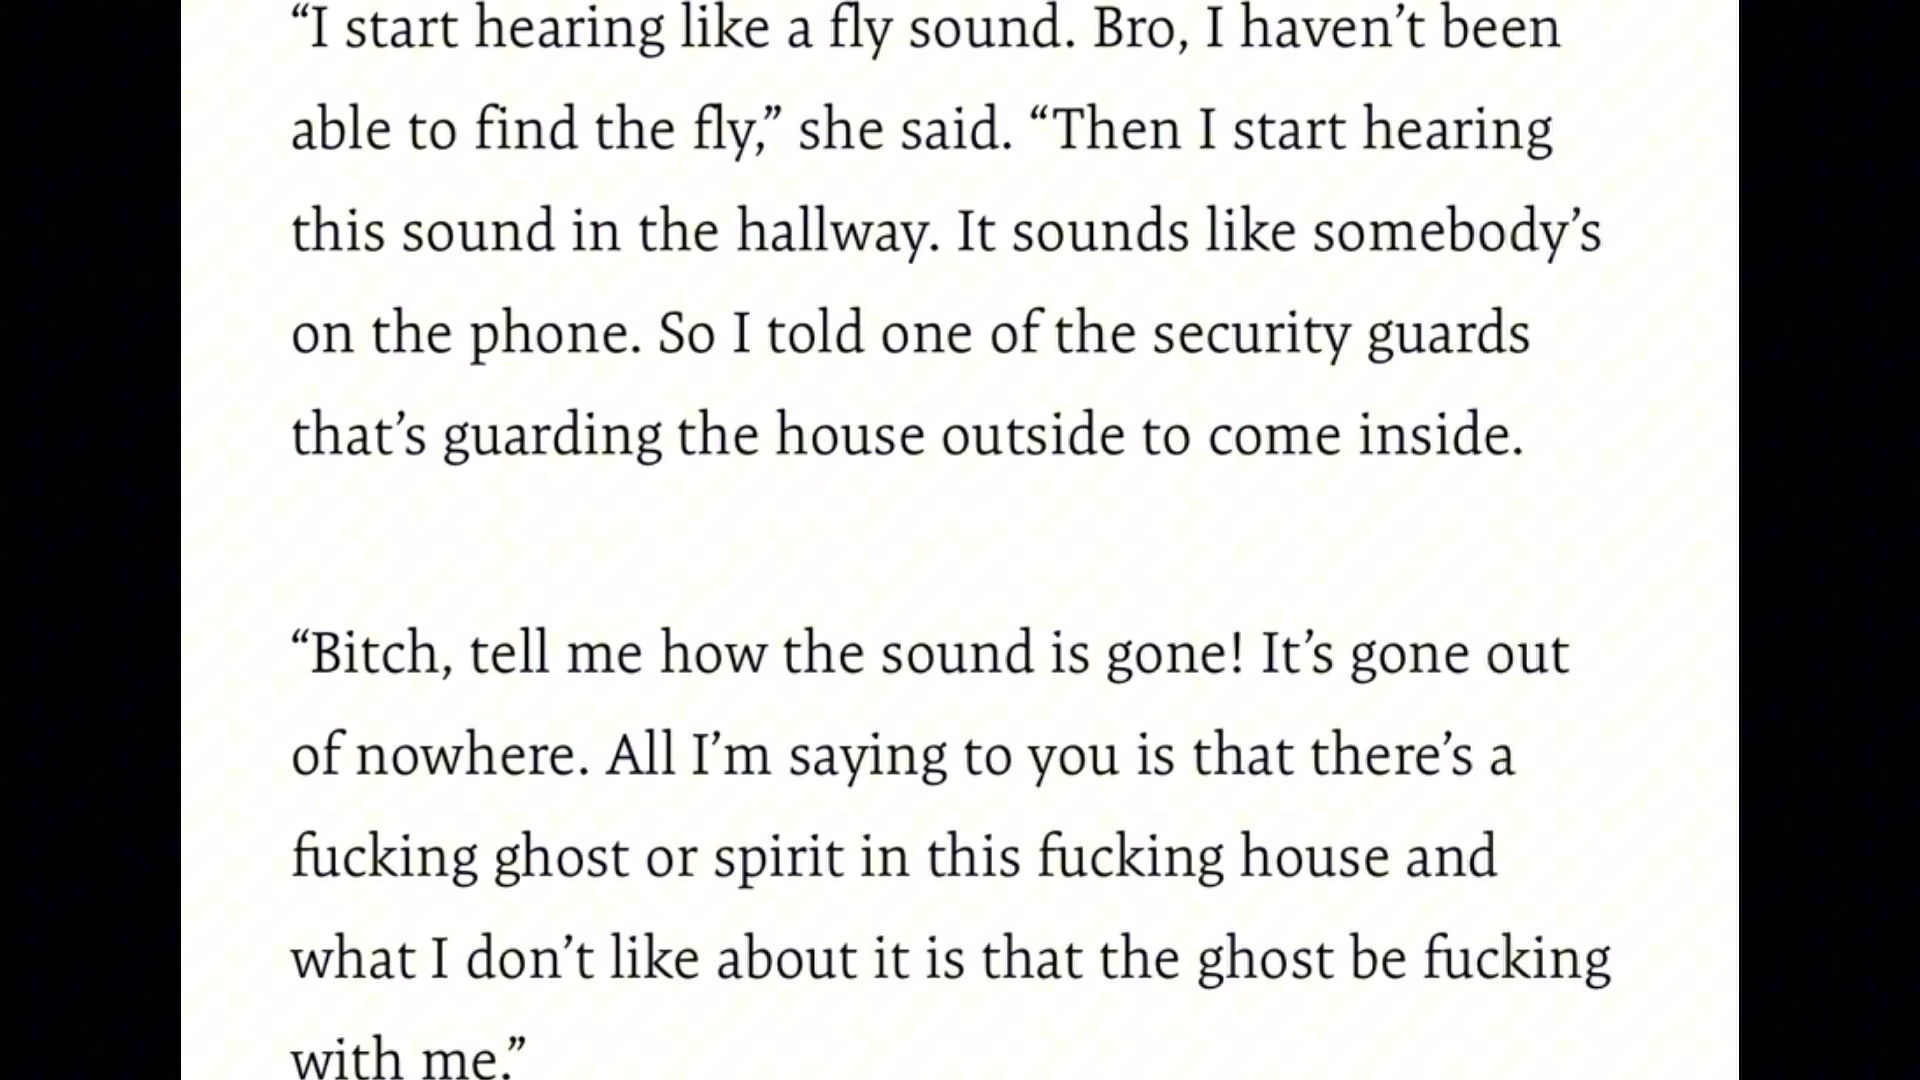 “I start hearing like a fly sound. Bro, I haven’t been
able to find the fly,” she said. “Then I start hearing
this sound in the hallway. It sounds like somebody’s
on the phone. So I told one of the security guards
that’s guarding the house outside to come inside.
“Bitch, tell me how the sound is gone! It’s gone out
of nowhere. All I’m saying to you is that there’s a
fucking ghost or spirit in this fucking house and
what I don’t like about it is that the ghost be fucking
with me.”